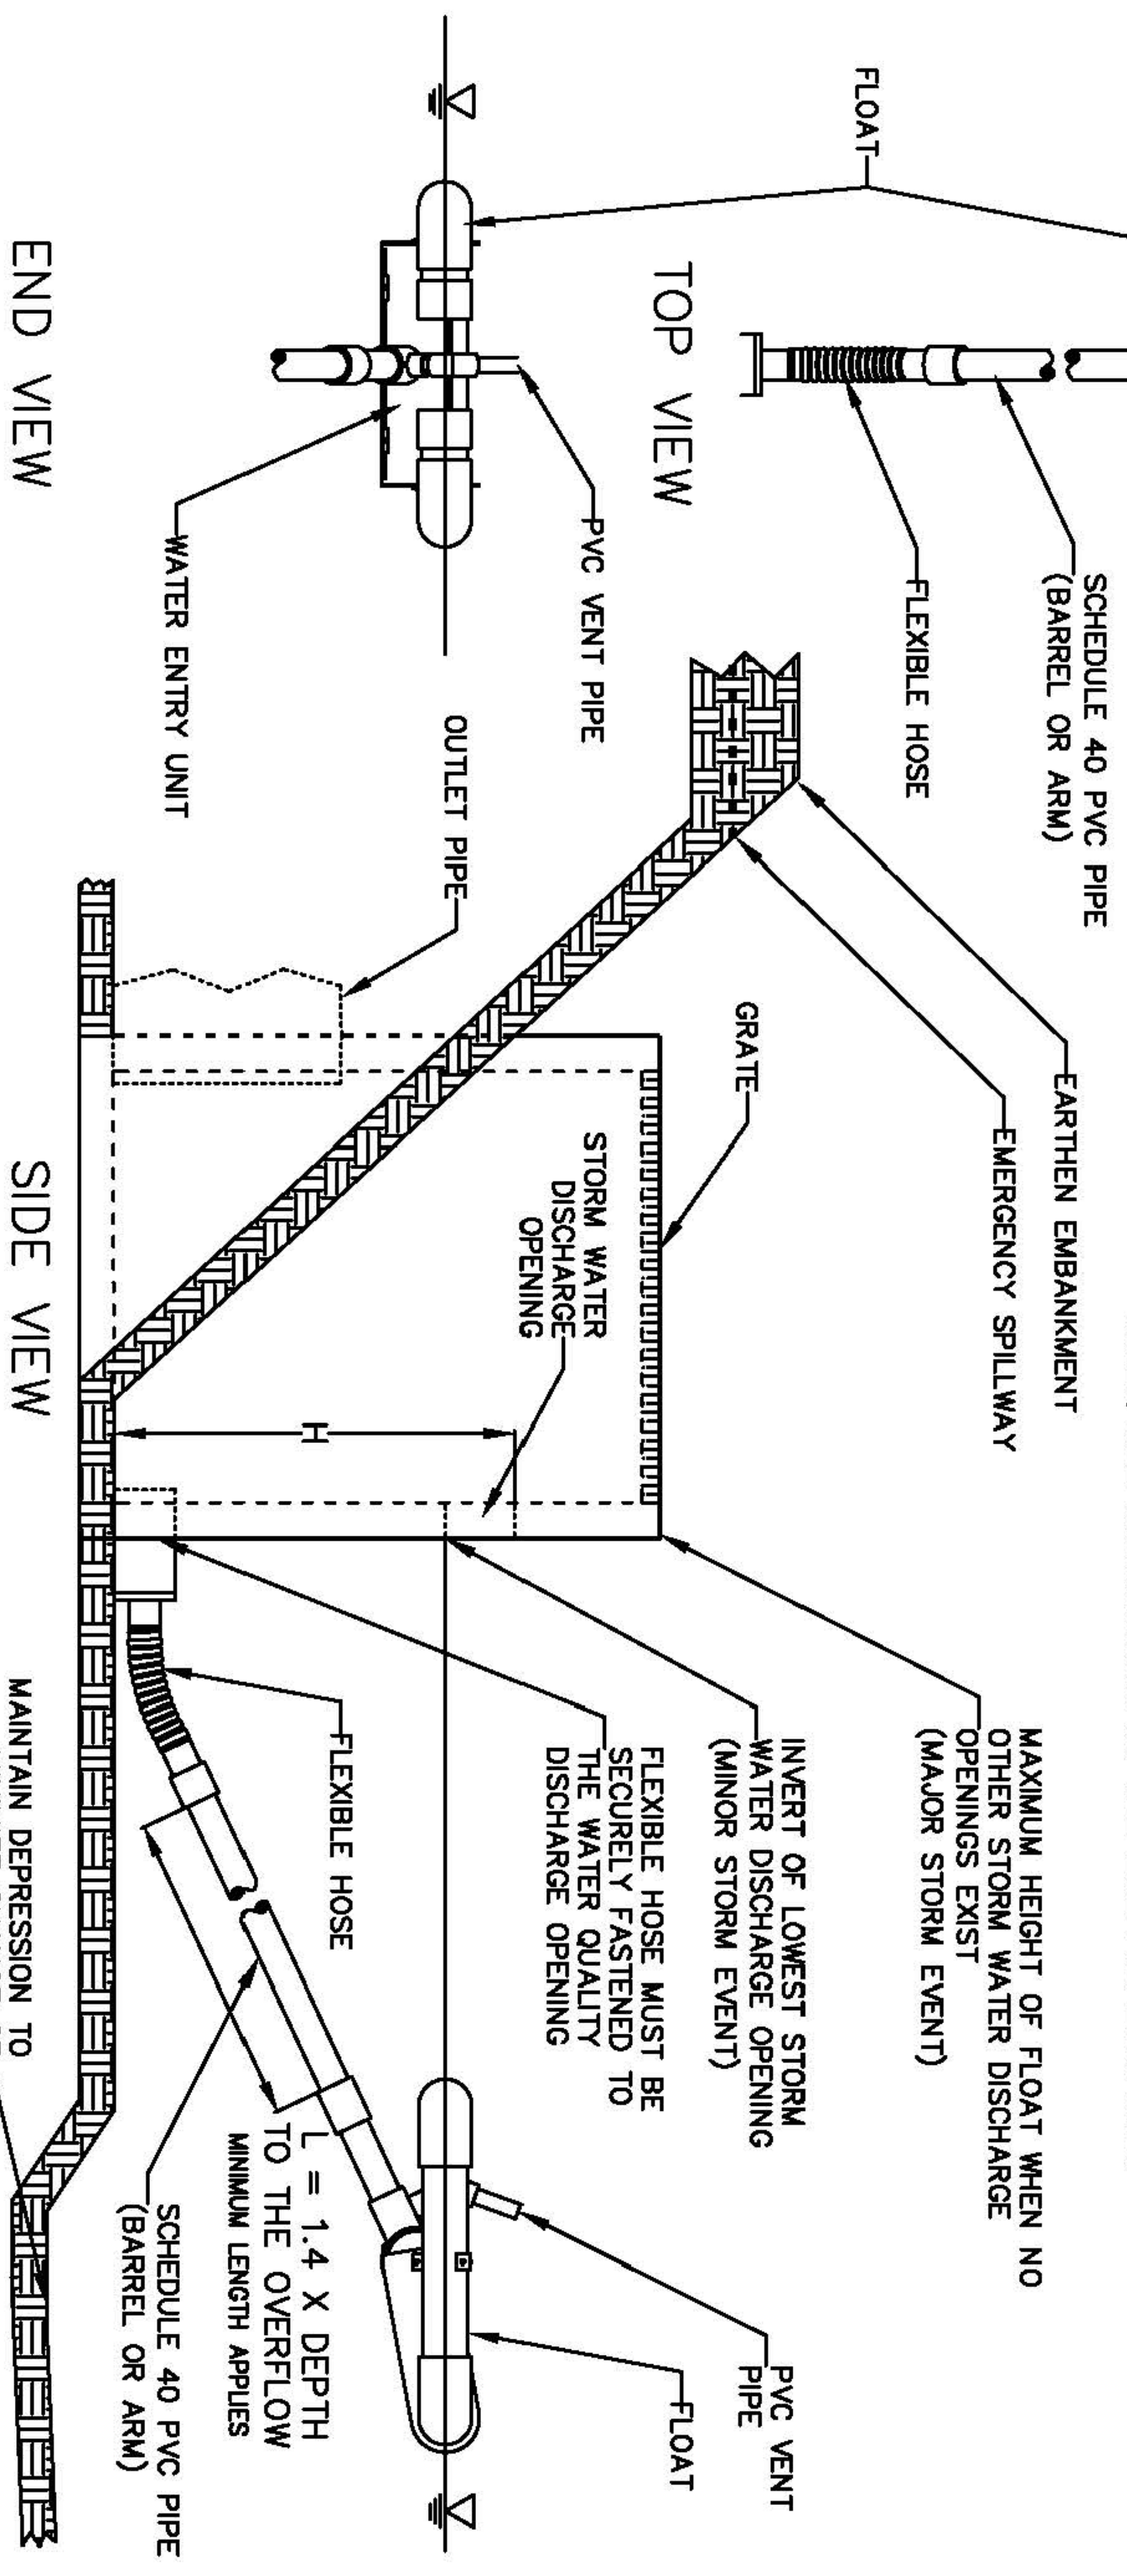 FLOAT
SCHEDULE 40 PVC PIPE
(BARREL OR ARM)
FLEXIBLE HOSE
TOP VIEW
PVC VENT PIPE
WATER ENTRY UNIT
END VIEW
EARTHEN EMBANKMENT
EMERGENCY SPILLWAY
GRATE
OUTLET PIPE
STORM WATER
DISCHARGE
OPENING
H
MAXIMUM HEIGHT OF FLOAT WHEN NO
OTHER STORM WATER DISCHARGE
OPENINGS EXIST
(MAJOR STORM EVENT)
INVERT OF LOWEST STORM
WATER DISCHARGE OPENING
(MINOR STORM EVENT)
FLEXIBLE HOSE MUST BE
SECURELY FASTENED TO
THE WATER QUALITY
DISCHARGE OPENING
FLEXIBLE HOSE
PVC VENT
PIPE
FLOAT
L = 1.4 X DEPTH
TO THE OVERFLOW
MINIMUM LENGTH APPLIES
SCHEDULE 40 PVC PIPE
(BARREL OR ARM)
SIDE VIEW
MAINTAIN DEPRESSION TO